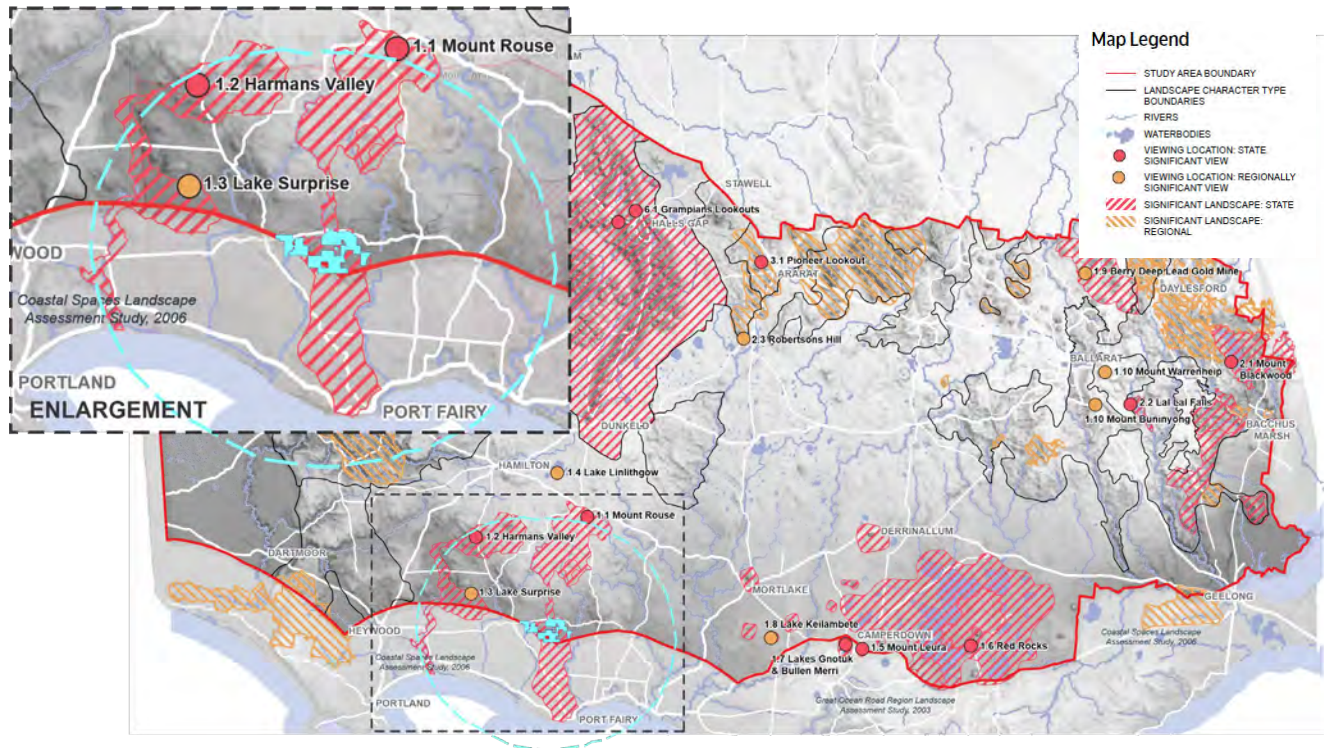 1.1 Mount Rouse
1.2 Harmans Valley
1.3 Lake Surprise
WOOD
Coastal Spaces Landscape
Assessment Study, 2006
PORTLAND
ENLARGEMENT
PORT FAIRY
Map Legend
STUDY AREA BOUNDARY
LANDSCAPE CHARACTER TYPE
BOUNDARIES
RIVERS
WATERBODIES
VIEWING LOCATION: STATE
SIGNIFICANT VIEW
VIEWING LOCATION: REGIONALLY
SIGNIFICANT VIEW
SIGNIFICANT LANDSCAPE: STATE
SIGNIFICANT LANDSCAPE:
REGIONAL
STAWELL
6.1 Grampians Lookouts
HALLS GAP
3.1 Pioneer Lookout
ARARAT
1.9 Berry Deep Lead Gold Mine
DAYLESFORD
2.3 Robertsons Hill
BALLARAT
1.10 Mount Warrenheip
2.1 Mount
Blackwood
2.2 Lal Lal Falls
1.10 Mount Buninyong
BACCHUS
MARSH
DUNKELD
HAMILTON
1.4 Lake Linlithgow
1.1 Mount Rouse
1.2 Harmans Valley
DERRINALLUM
DARTMOOR
MORTLAKE
1.3 Lake Surprise
GEELONG
1.8 Lake Keilambete
HEYWOOD
CAMPERDOWN
Coastal Spaces Landscape
Assessment Study, 2006
1.5 Mount Leura
1.6 Red Rocks
1.7 Lakes Gnotuk
& Bullen Merri
Coastal Spaces Landscape
Assessment Study, 2006
PORTLAND
Great Ocean Road Region Landscape
Assessment Study, 2003
PORT FAIRY